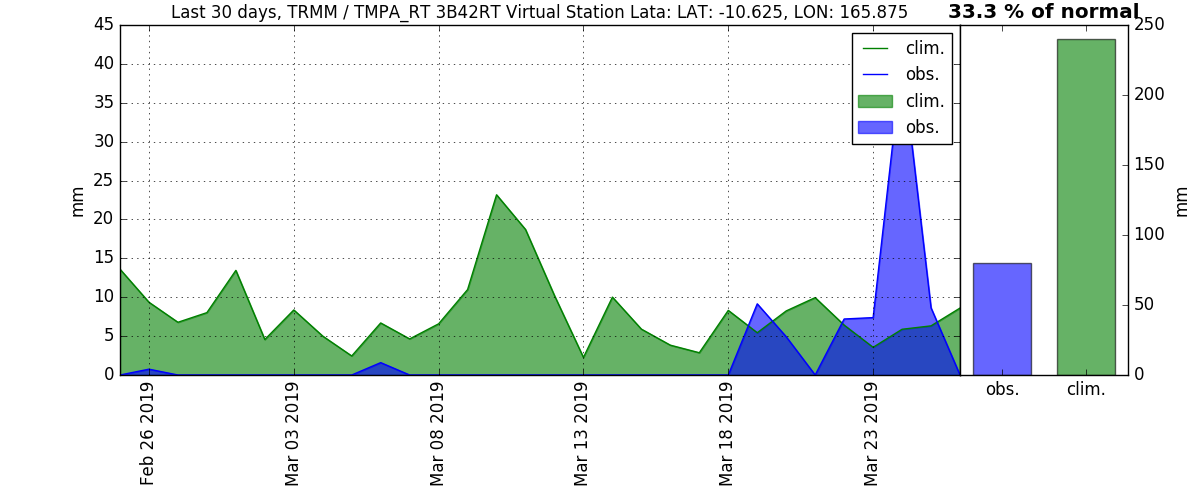 Last 30 days, TRMM / TMPA_RT 3B42RT Virtual Station Lata: LAT: -10.625, LON: 165.875
33.3 % of normal
45
40
35
30
25
20
15
10
5
0
mm
clim.
obs.
clim.
obs.
Feb 26 2019
Mar 03 2019
Mar 08 2019
Mar 13 2019
Mar 18 2019
Mar 23 2019
250
200
150
100
50
0
mm
obs.
clim.